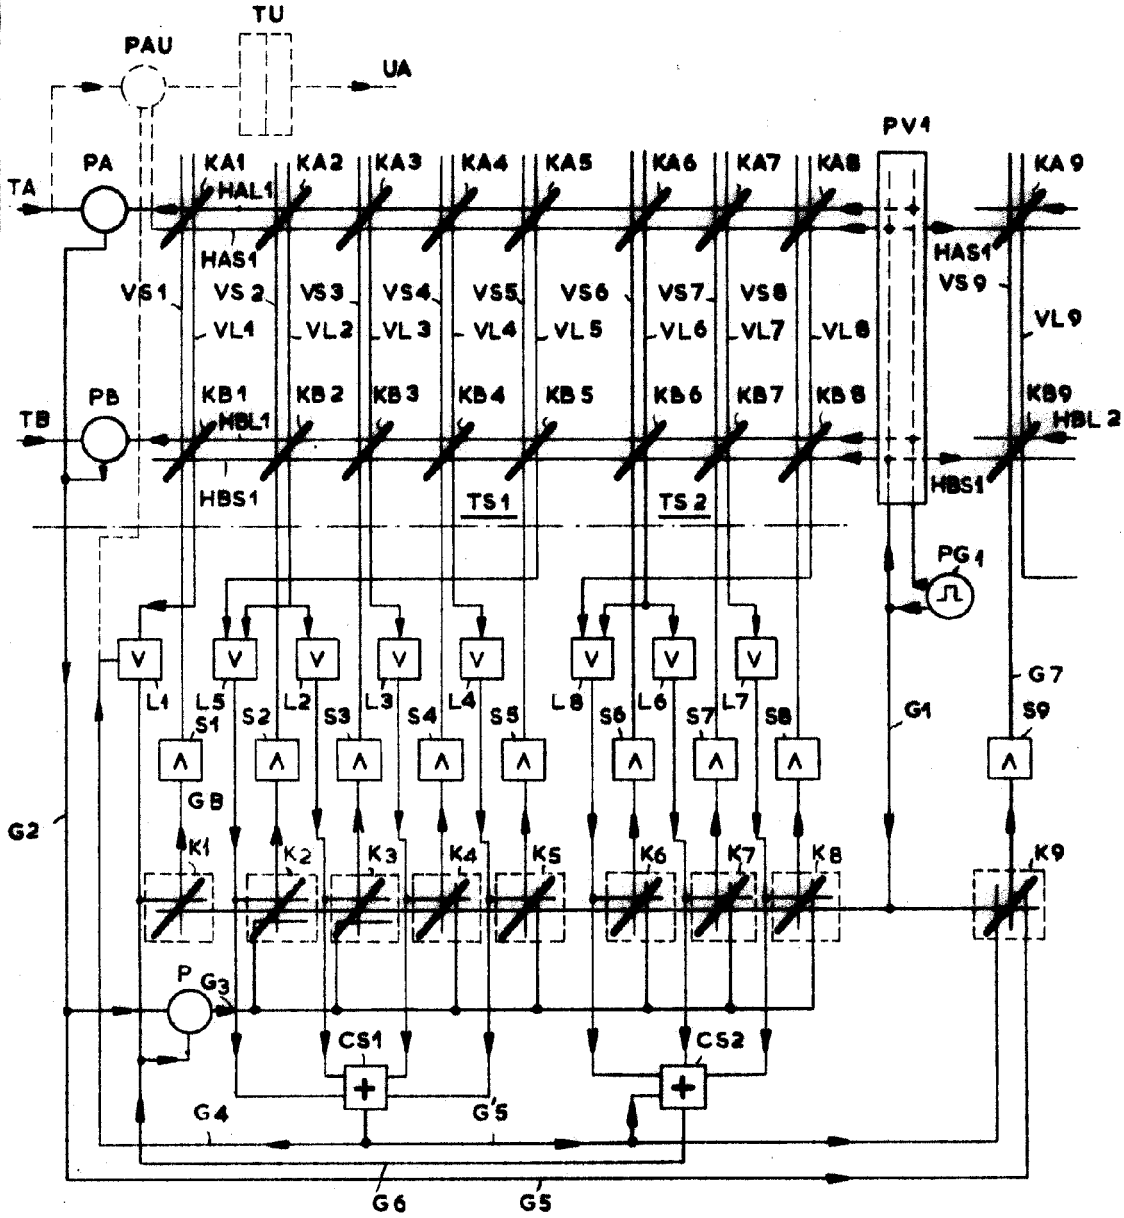 TU
PAU
UA
PV1
PA KA1 KA2 KA3 KA4 KA5 KA6 KA7 KA8 KA9
TA HAL1
HAS1 HAS1
VS1 VS2 VS3 VS4 VS5 VS6 VS7 VS8 VS9
VL1 VL2 VL3 VL4 VL5 VL6 VL7 VL8 VL9
PB KB1 KB2 KB3 KB4 KB5 KB6 KB7 KB8 KB9
TB HBL1 HBL2
HBS1 HBS1
TS1 TS2
PG1
V V V V V V V V
L1 L5 L2 L3 L4 L8 L6 L7 G7
S1 S2 S3 S4 S5 S6 S7 S8 G1 S9
Λ Λ Λ Λ Λ Λ Λ Λ Λ
GB
G2
K1 K2 K3 K4 K5 K6 K7 K8 K9
P G3
CS1 CS2
+ +
G4 G'5
G6 G5